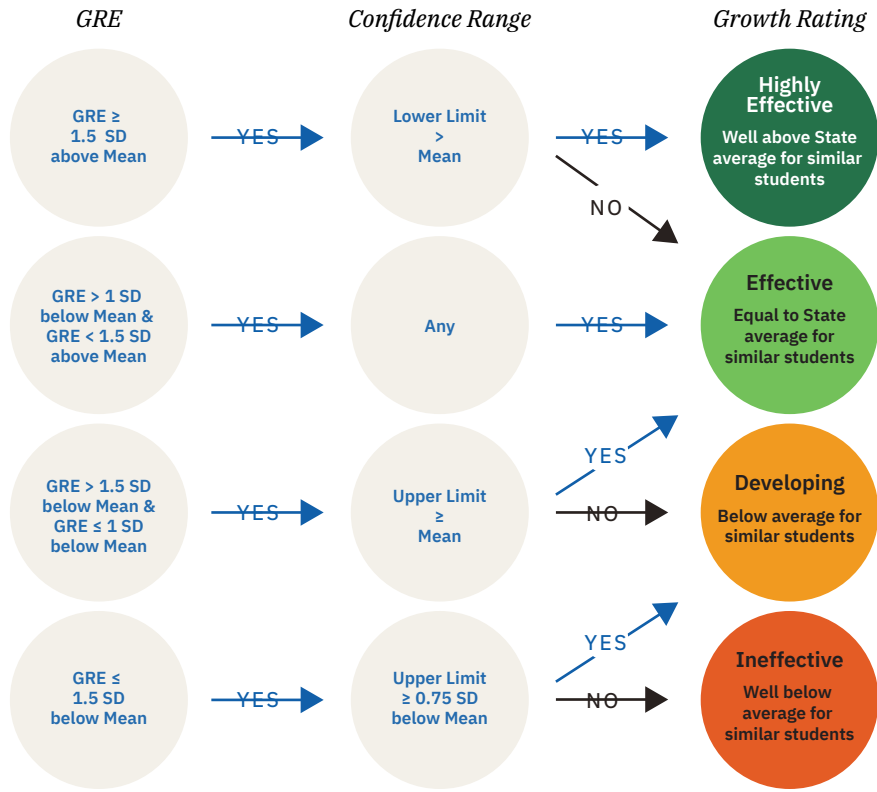 GRE
Confidence Range
Growth Rating
GRE ≥
1.5 SD
above Mean
YES
Lower Limit
>
Mean
YES
NO
Highly
Effective
Well above State
average for similar
students
GRE > 1 SD
below Mean &
GRE < 1.5 SD
above Mean
YES
Any
YES
Effective
Equal to State
average for
similar students
GRE > 1.5 SD
below Mean &
GRE ≤ 1 SD
below Mean
YES
Upper Limit
≥
Mean
YES
NO
Developing
Below average for
similar students
GRE ≤
1.5 SD
below Mean
YES
Upper Limit
≥ 0.75 SD
below Mean
YES
NO
Ineffective
Well below
average for
similar students